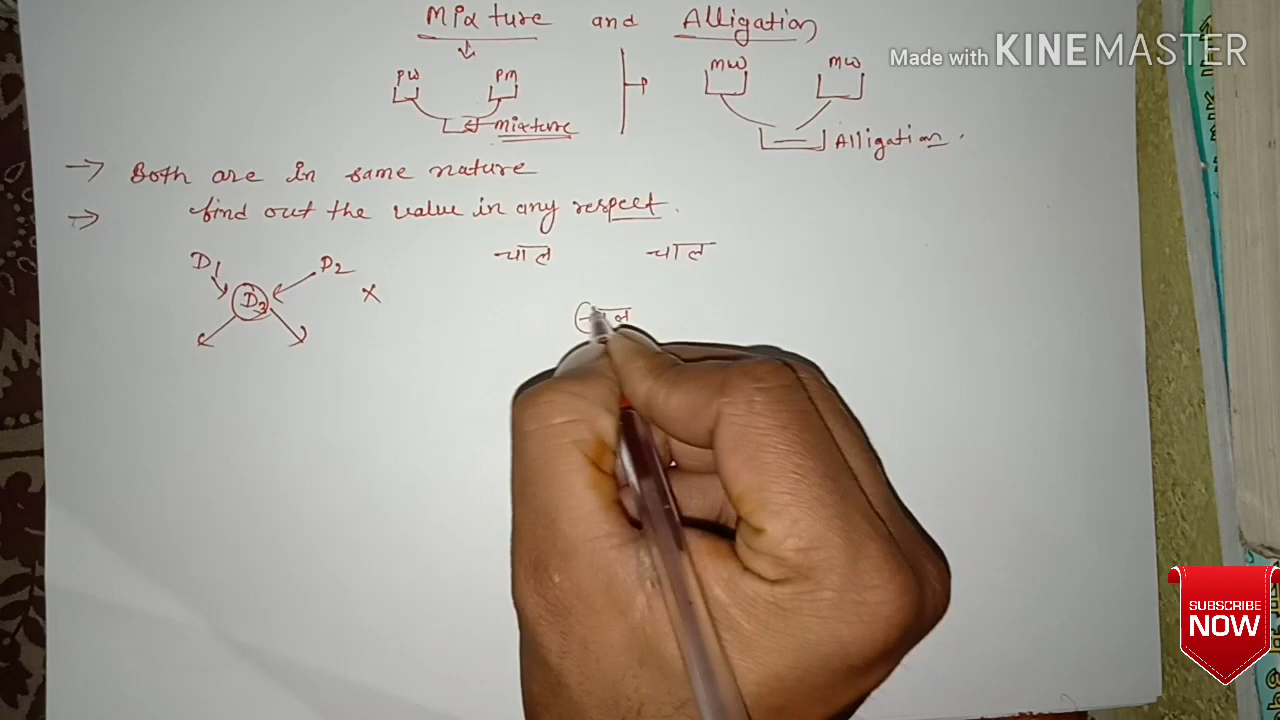 Mixture and Alligation
Made with KINEMASTER
PW PM MW MW
Mixture
Alligation.
→ Both are in same nature
→ find out the value in any respect.
चाल चाल
D1 D2
D3 x
SUBSCRIBE
NOW